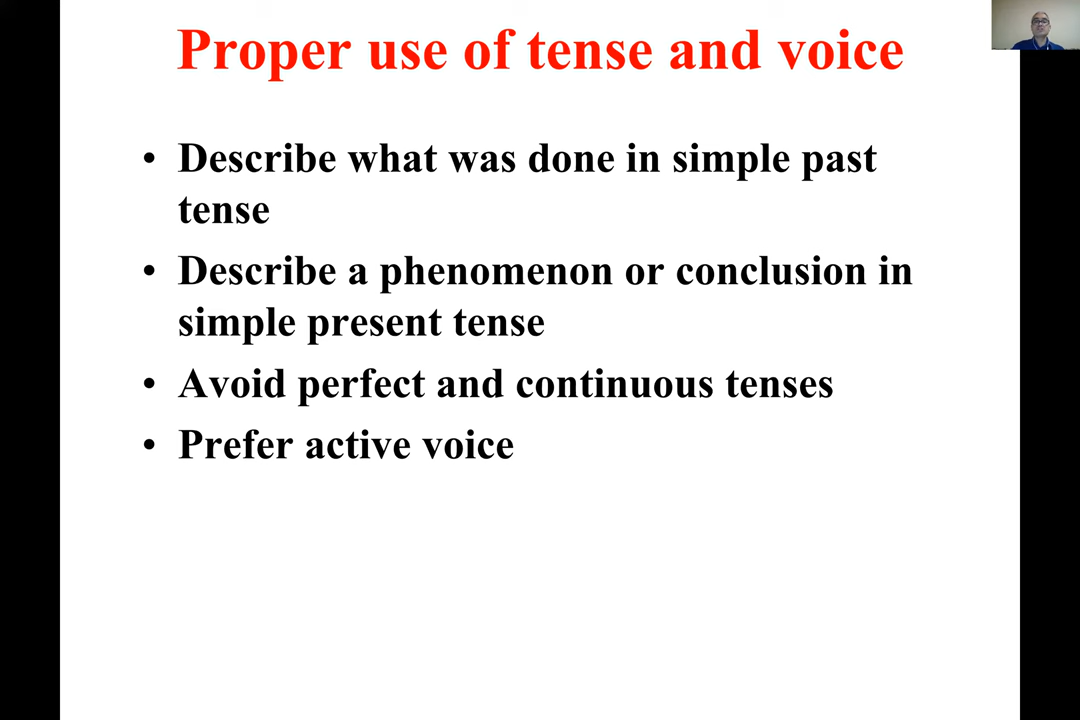 Proper use of tense and voice
• Describe what was done in simple past
tense
• Describe a phenomenon or conclusion in
simple present tense
• Avoid perfect and continuous tenses
• Prefer active voice